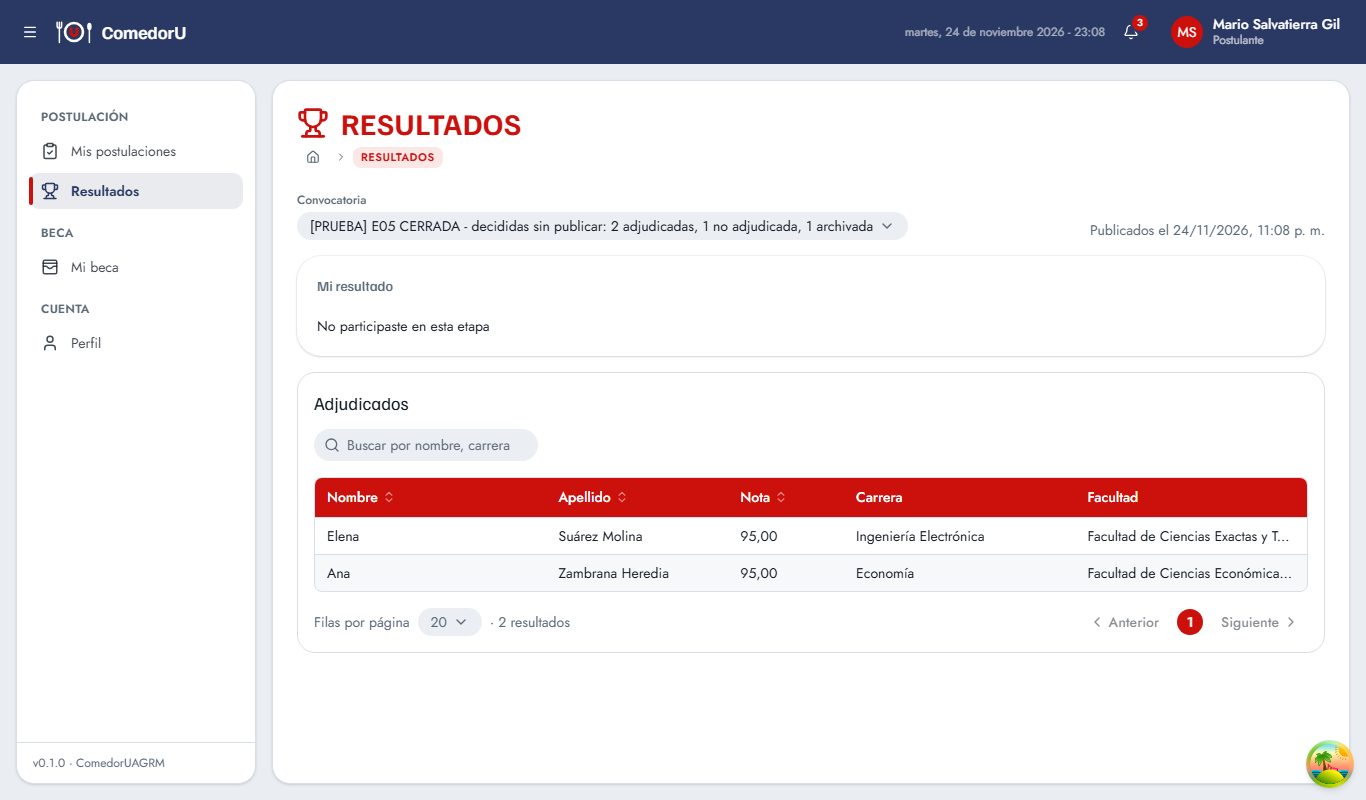 ComedorU
martes, 24 de noviembre 2026 - 23:08
3
MS
Mario Salvatierra Gil
Postulante
POSTULACIÓN
Mis postulaciones
Resultados
BECA
Mi beca
CUENTA
Perfil
v0.1.0 · ComedorUAGRM
RESULTADOS
RESULTADOS
Convocatoria
[PRUEBA] E05 CERRADA - decididas sin publicar: 2 adjudicadas, 1 no adjudicada, 1 archivada
Publicados el 24/11/2026, 11:08 p. m.
Mi resultado
No participaste en esta etapa
Adjudicados
Buscar por nombre, carrera
Nombre Apellido Nota Carrera Facultad
Elena Suárez Molina 95,00 Ingeniería Electrónica Facultad de Ciencias Exactas y T...
Ana Zambrana Heredia 95,00 Economía Facultad de Ciencias Económica...
Filas por página 20 · 2 resultados
Anterior 1 Siguiente